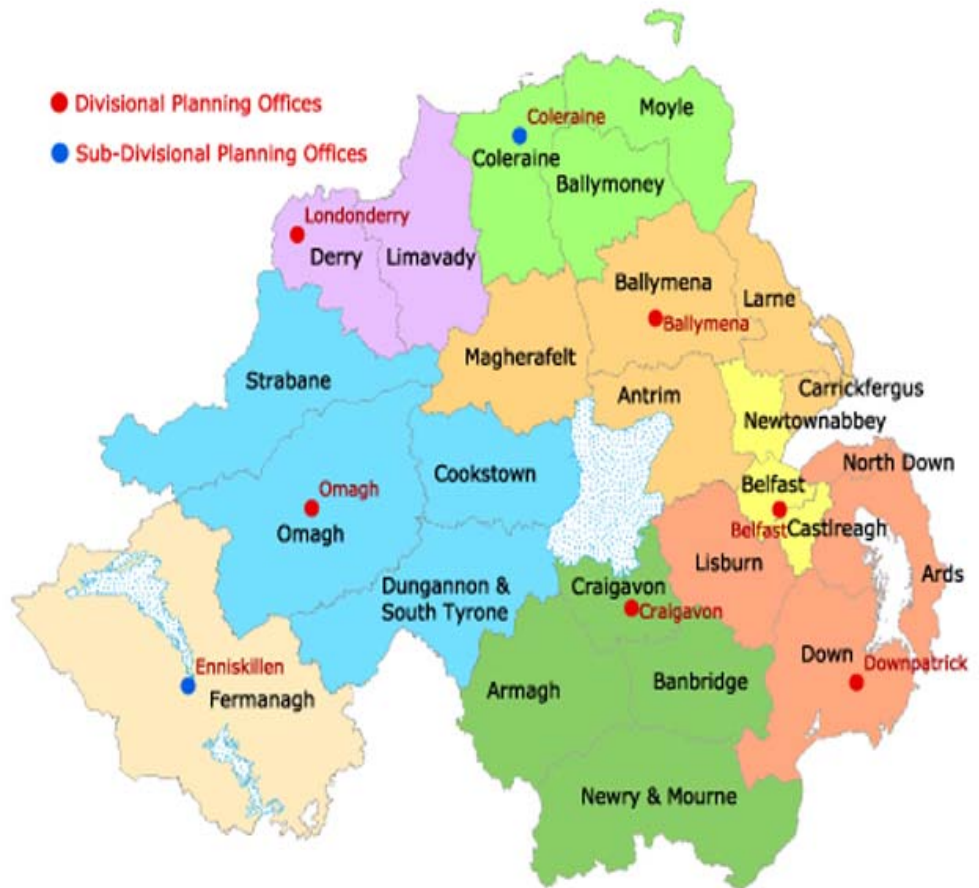 Divisional Planning Offices
Sub-Divisional Planning Offices
Moyle
Coleraine
Coleraine
Ballymoney
Londonderry
Derry
Limavady
Ballymena
Larne
Ballymena
Magherafelt
Strabane
Antrim
Carrickfergus
Newtownabbey
North Down
Cookstown
Belfast
Omagh
Omagh
Belfast
Castlreagh
Lisburn
Ards
Dungannon &
South Tyrone
Craigavon
Craigavon
Down
Downpatrick
Enniskillen
Fermanagh
Armagh
Banbridge
Newry & Mourne